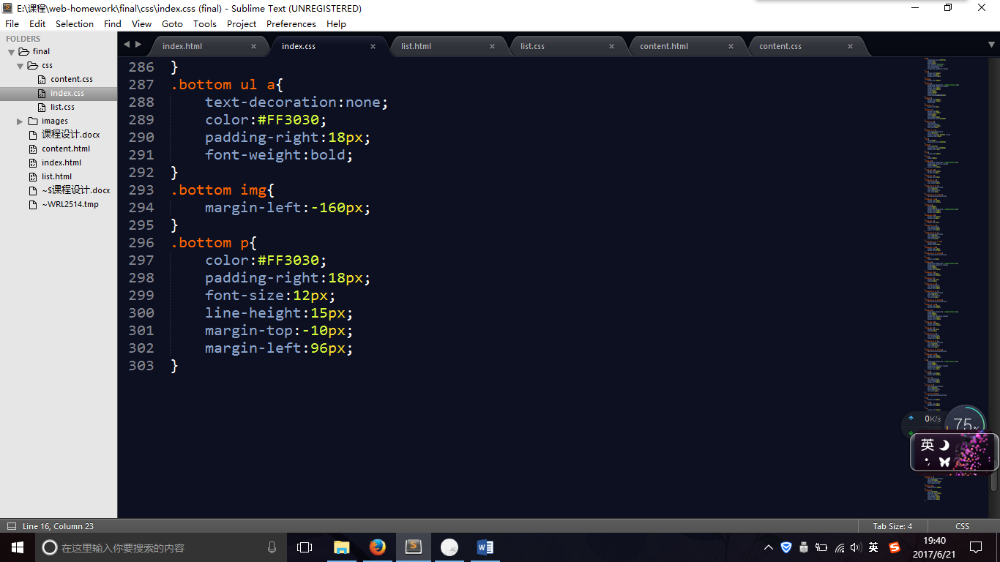 E:\课程\web-homework\final\css\index.css (final) - Sublime Text (UNREGISTERED)
File Edit Selection Find View Goto Tools Project Preferences Help
FOLDERS
final
css
content.css
index.css
list.css
images
课程设计.docx
content.html
index.html
list.html
~$课程设计.docx
~WRL2514.tmp
index.html index.css list.html list.css content.html content.css
286 }
287 .bottom ul a{
288 text-decoration:none;
289 color:#FF3030;
290 padding-right:18px;
291 font-weight:bold;
292 }
293 .bottom img{
294 margin-left:-160px;
295 }
296 .bottom p{
297 color:#FF3030;
298 padding-right:18px;
299 font-size:12px;
300 line-height:15px;
301 margin-top:-10px;
302 margin-left:96px;
303 }
0K/s
75%
英
Line 16, Column 23
Tab Size: 4
CSS
在这里输入你要搜索的内容
英
19:40
2017/6/21